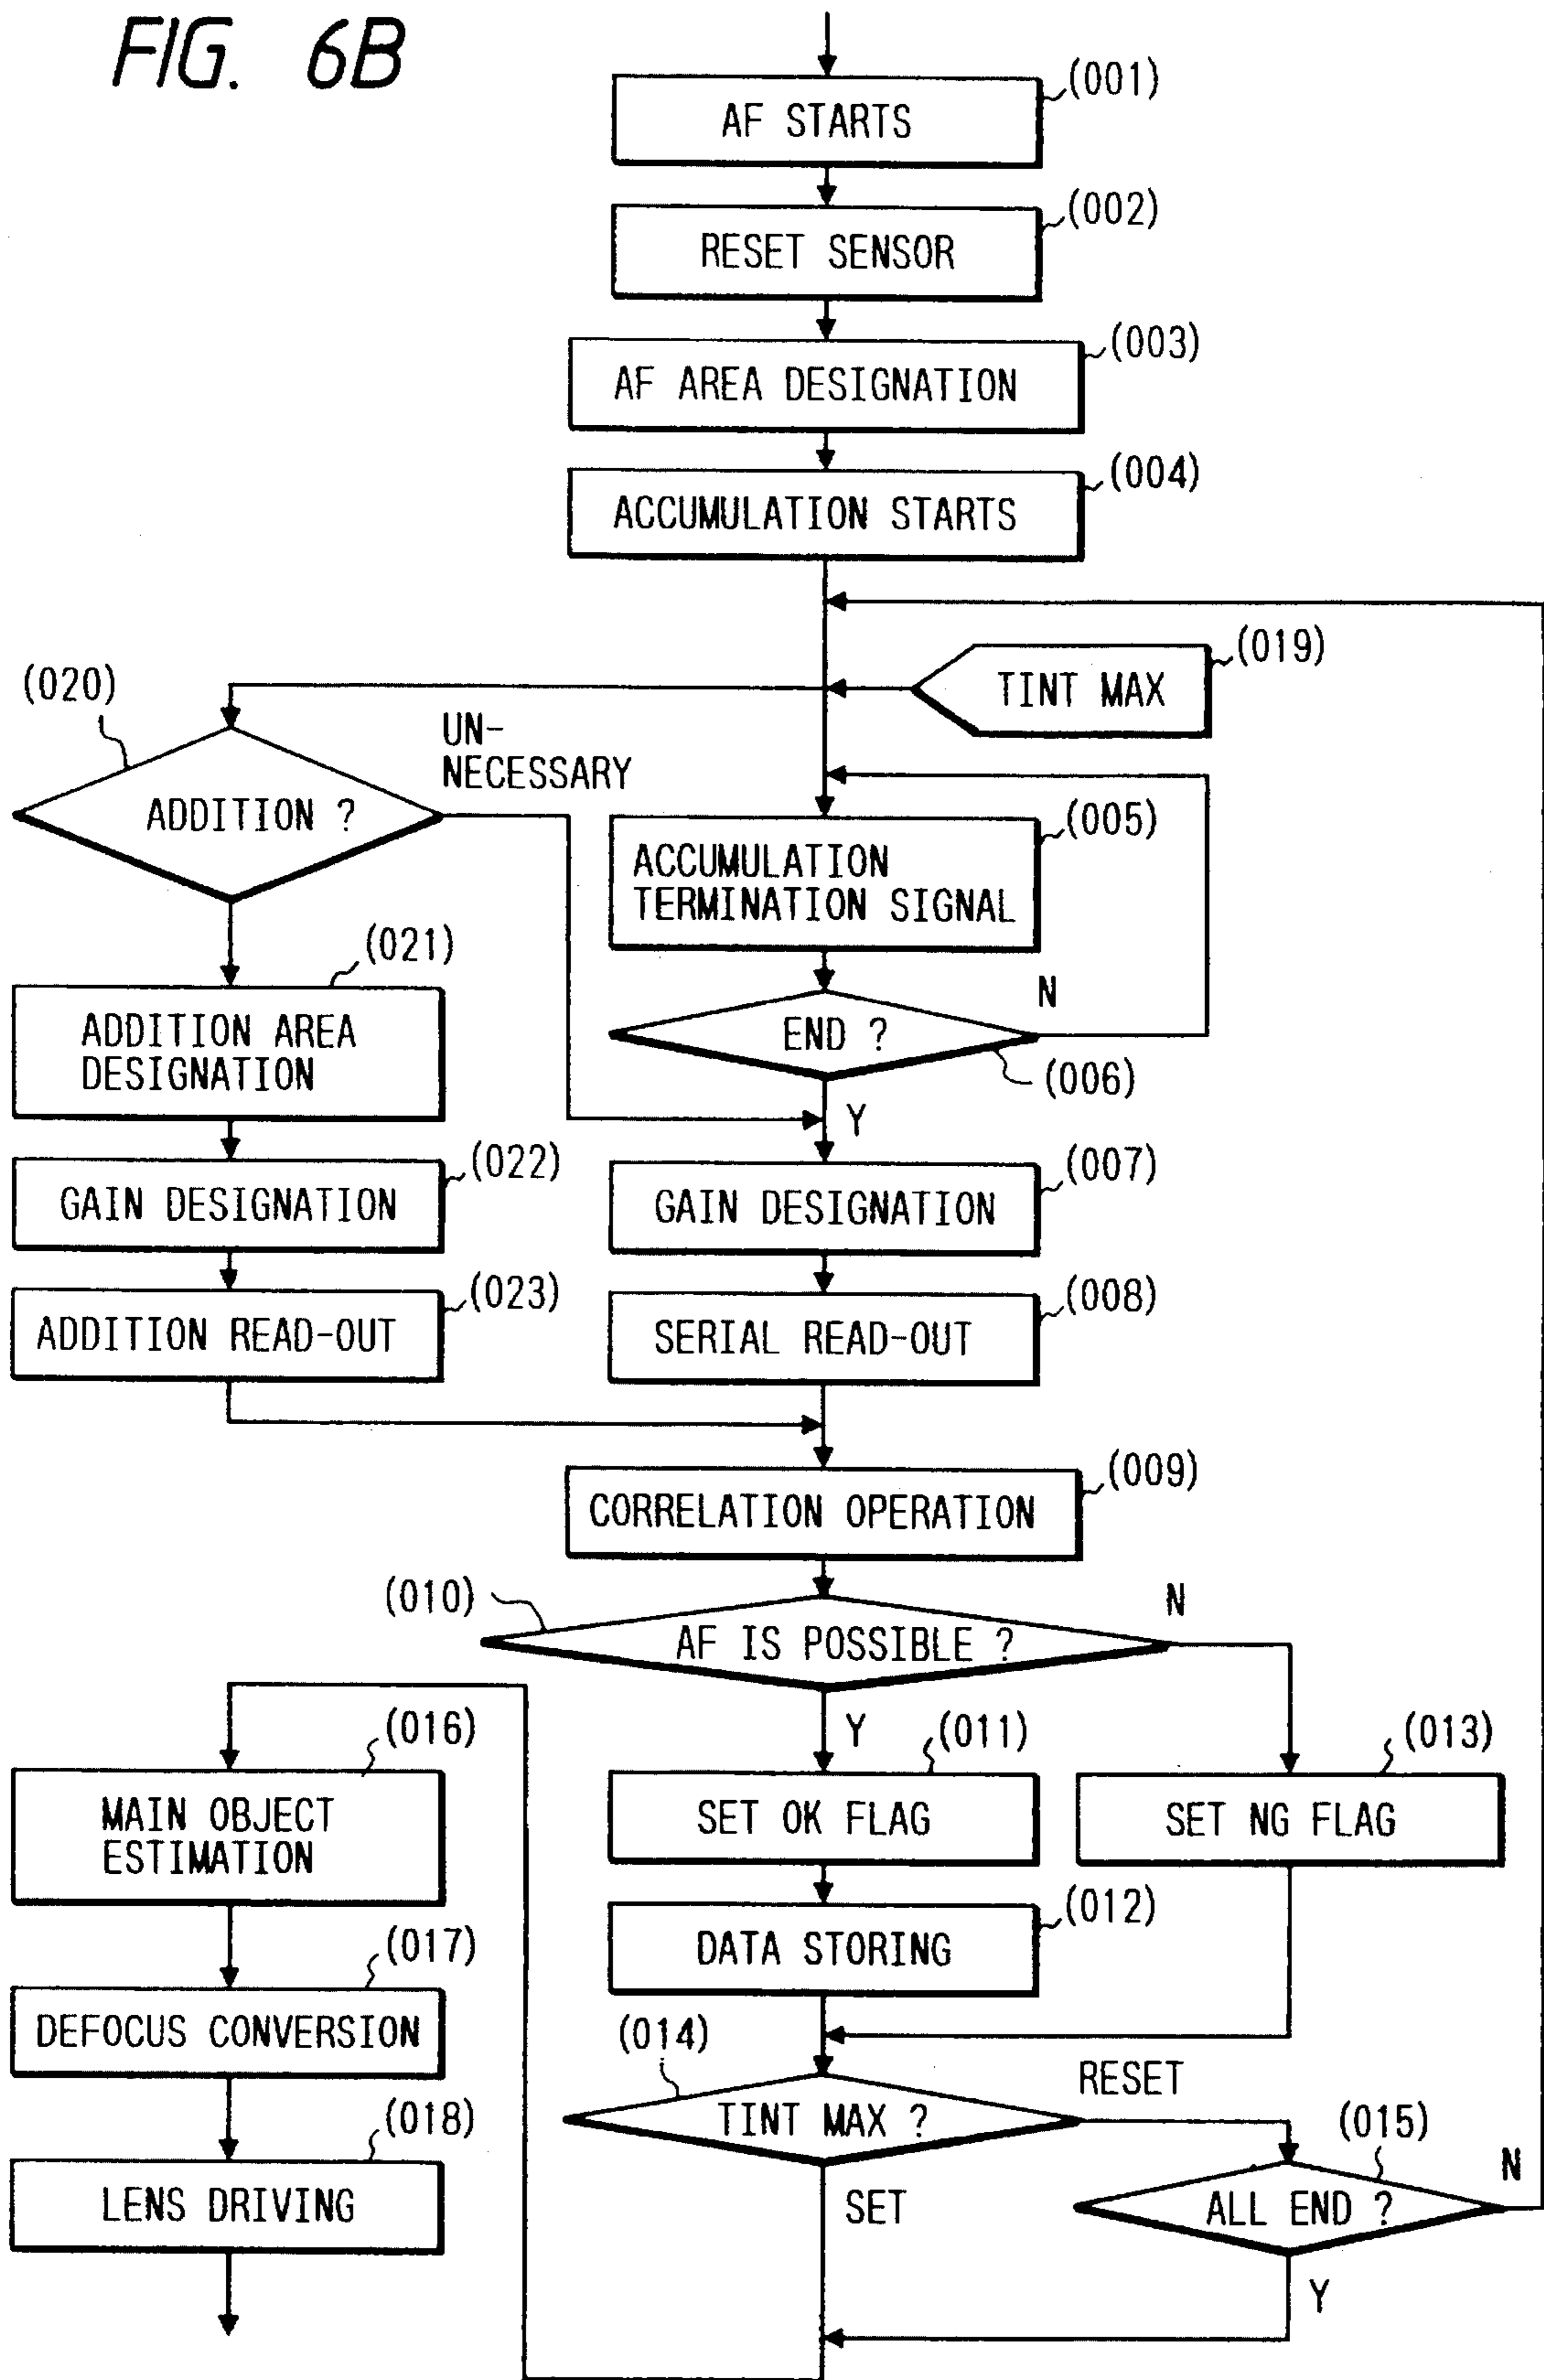 FIG. 6B
(001)
AF STARTS
(002)
RESET SENSOR
(003)
AF AREA DESIGNATION
(004)
ACCUMULATION STARTS
(019)
TINT MAX
(020)
UN-
NECESSARY
ADDITION ?
(005)
ACCUMULATION
TERMINATION SIGNAL
(021)
N
ADDITION AREA
DESIGNATION
END ?
(006)
Y
(022)
(007)
GAIN DESIGNATION
GAIN DESIGNATION
(023)
(008)
ADDITION READ-OUT
SERIAL READ-OUT
(009)
CORRELATION OPERATION
(010)
N
AF IS POSSIBLE ?
(016)
Y
(011)
(013)
MAIN OBJECT
ESTIMATION
SET OK FLAG
SET NG FLAG
(012)
DATA STORING
(017)
DEFOCUS CONVERSION
(014)
RESET
TINT MAX ?
(018)
(015)
N
LENS DRIVING
SET
ALL END ?
Y